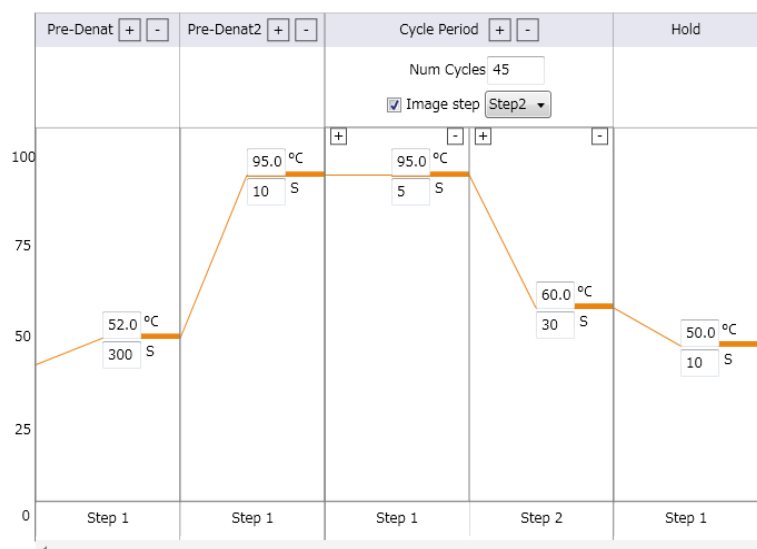 Pre-Denat + -
Pre-Denat2 + -
Cycle Period + -
Hold
Num Cycles 45
Image step Step2
+ -
+ -
100
75
50
25
0
52.0 °C
300 S
95.0 °C
10 S
95.0 °C
5 S
60.0 °C
30 S
50.0 °C
10 S
Step 1
Step 1
Step 1
Step 2
Step 1